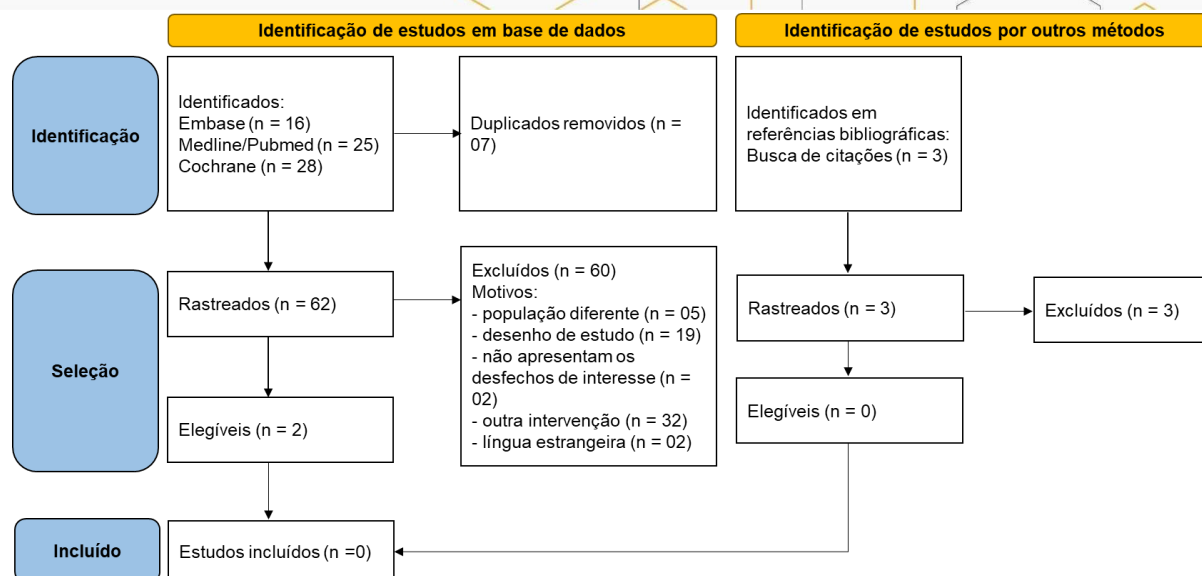 Identificação de estudos em base de dados
Identificação de estudos por outros métodos
Identificação
Identificados:
Embase (n = 16)
Medline/Pubmed (n = 25)
Cochrane (n = 28)
Duplicados removidos (n =
07)
Identificados em
referências bibliográficas:
Busca de citações (n = 3)
Seleção
Rastreados (n = 62)
Excluídos (n = 60)
Motivos:
- população diferente (n = 05)
- desenho de estudo (n = 19)
- não apresentam os
desfechos de interesse (n =
02)
- outra intervenção (n = 32)
- língua estrangeira (n = 02)
Rastreados (n = 3)
Excluídos (n = 3)
Elegíveis (n = 2)
Elegíveis (n = 0)
Incluído
Estudos incluídos (n =0)